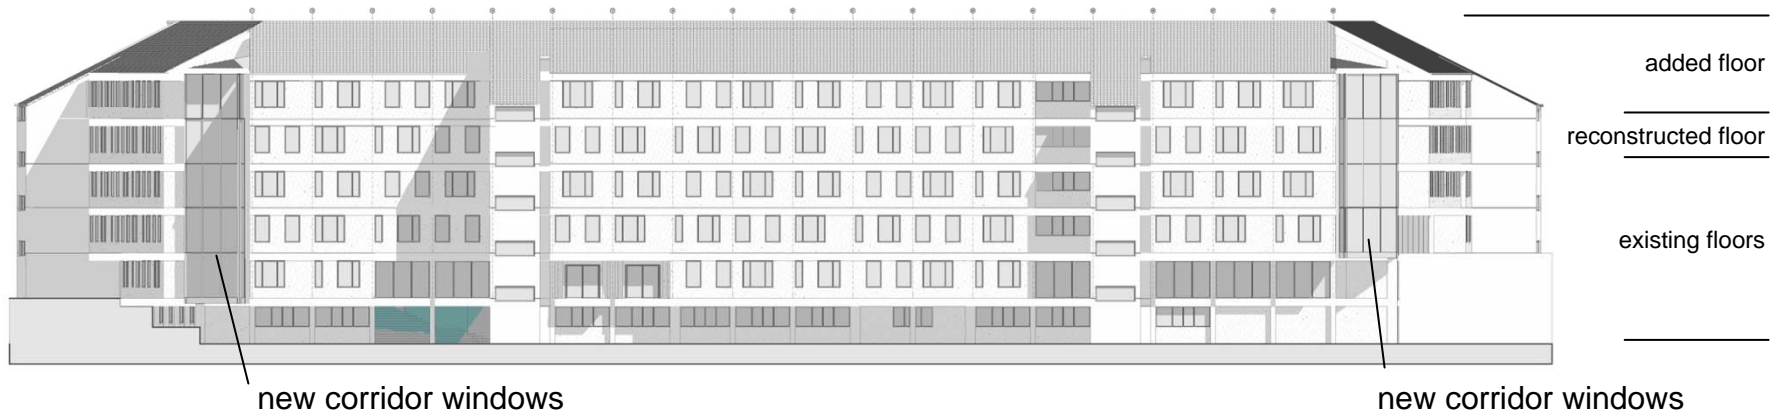 added floor
reconstructed floor
existing floors
new corridor windows
new corridor windows